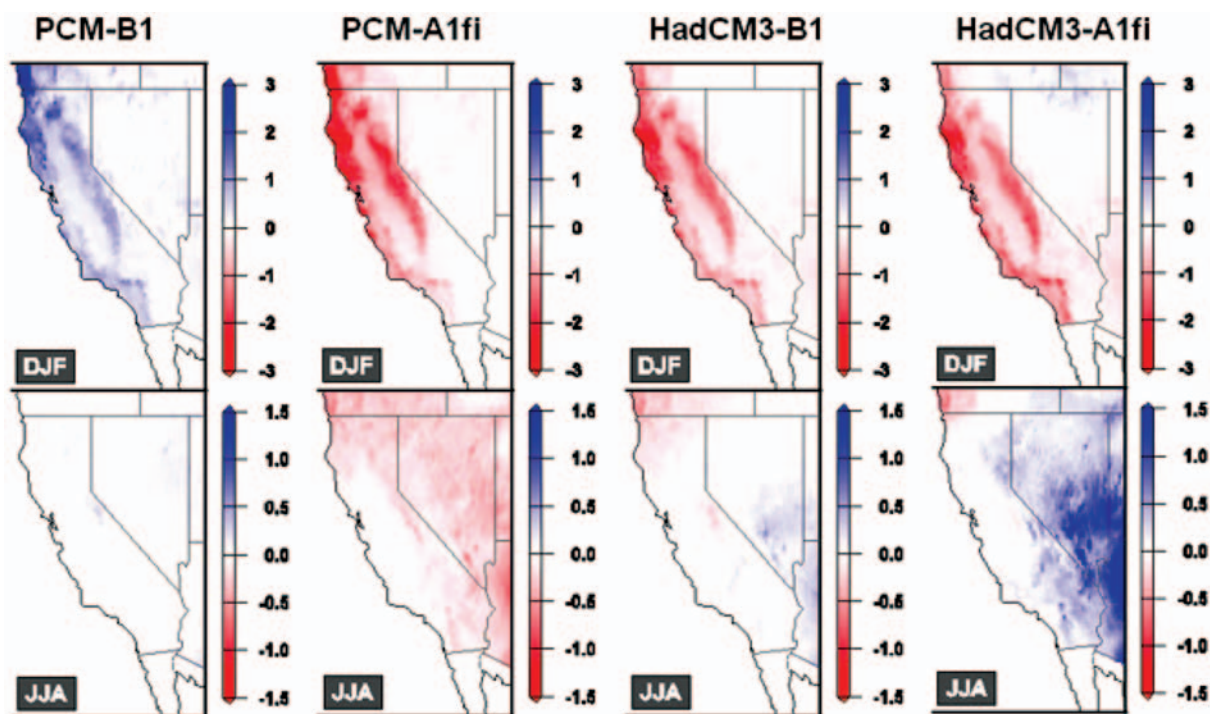 PCM-B1 PCM-A1fi HadCM3-B1 HadCM3-A1fi
3 3 3 3
2 2 2 2
1 1 1 1
0 0 0 0
-1 -1 -1 -1
-2 -2 -2 -2
DJF -3 DJF -3 DJF -3 DJF -3
1.5 1.5 1.5 1.5
1.0 1.0 1.0 1.0
0.5 0.5 0.5 0.5
0.0 0.0 0.0 0.0
-0.5 -0.5 -0.5 -0.5
-1.0 -1.0 -1.0 -1.0
JJA -1.5 JJA -1.5 JJA -1.5 JJA -1.5